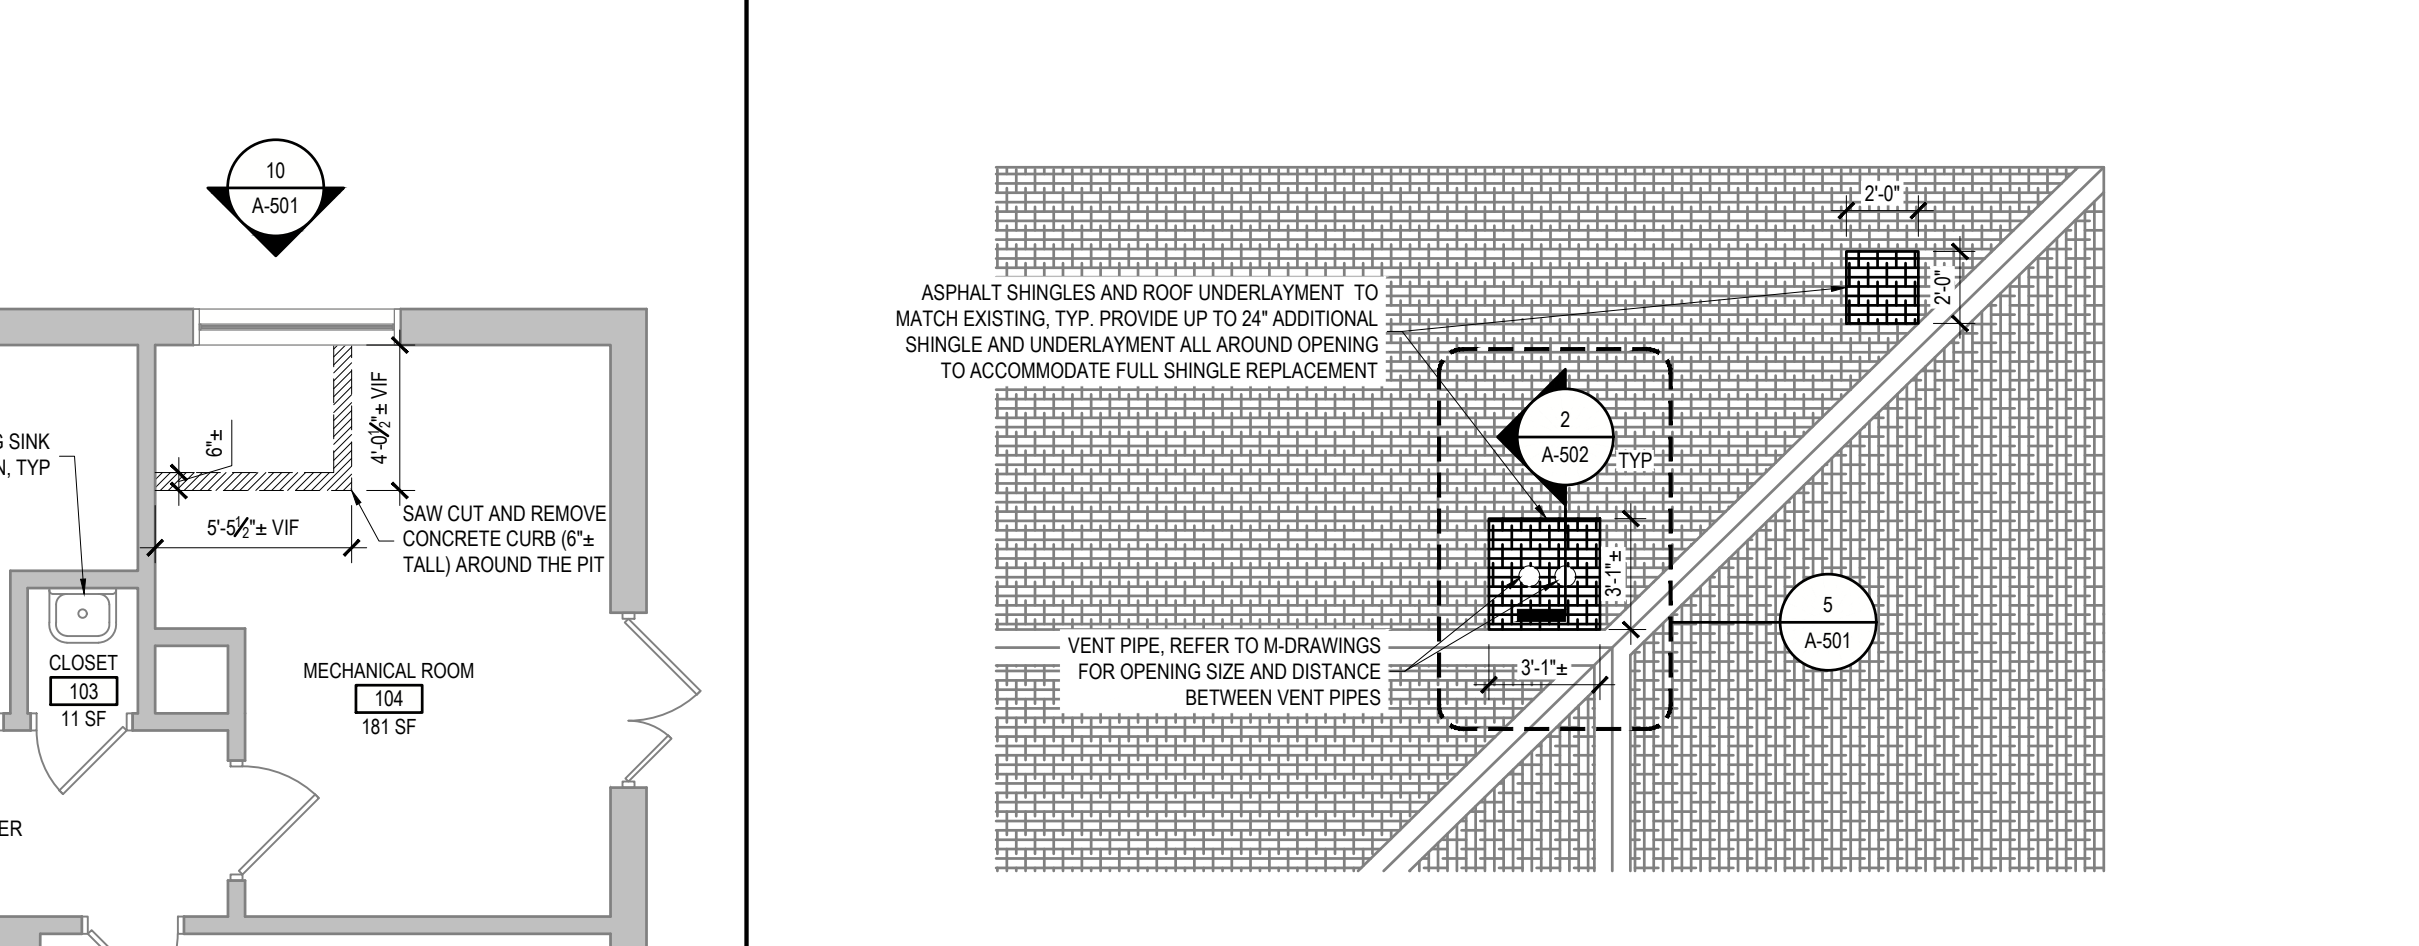 10
A-501
G SINK
N, TYP
6"±
4'-0½"± VIF
5'-5½"± VIF
SAW CUT AND REMOVE
CONCRETE CURB (6"±
TALL) AROUND THE PIT
CLOSET
103
11 SF
MECHANICAL ROOM
104
181 SF
ER
2'-0"
2'-0"
ASPHALT SHINGLES AND ROOF UNDERLAYMENT TO
MATCH EXISTING, TYP. PROVIDE UP TO 24" ADDITIONAL
SHINGLE AND UNDERLAYMENT ALL AROUND OPENING
TO ACCOMMODATE FULL SHINGLE REPLACEMENT
2
A-502
TYP
3'-1"±
5
A-501
VENT PIPE, REFER TO M-DRAWINGS
FOR OPENING SIZE AND DISTANCE
BETWEEN VENT PIPES
3'-1"±